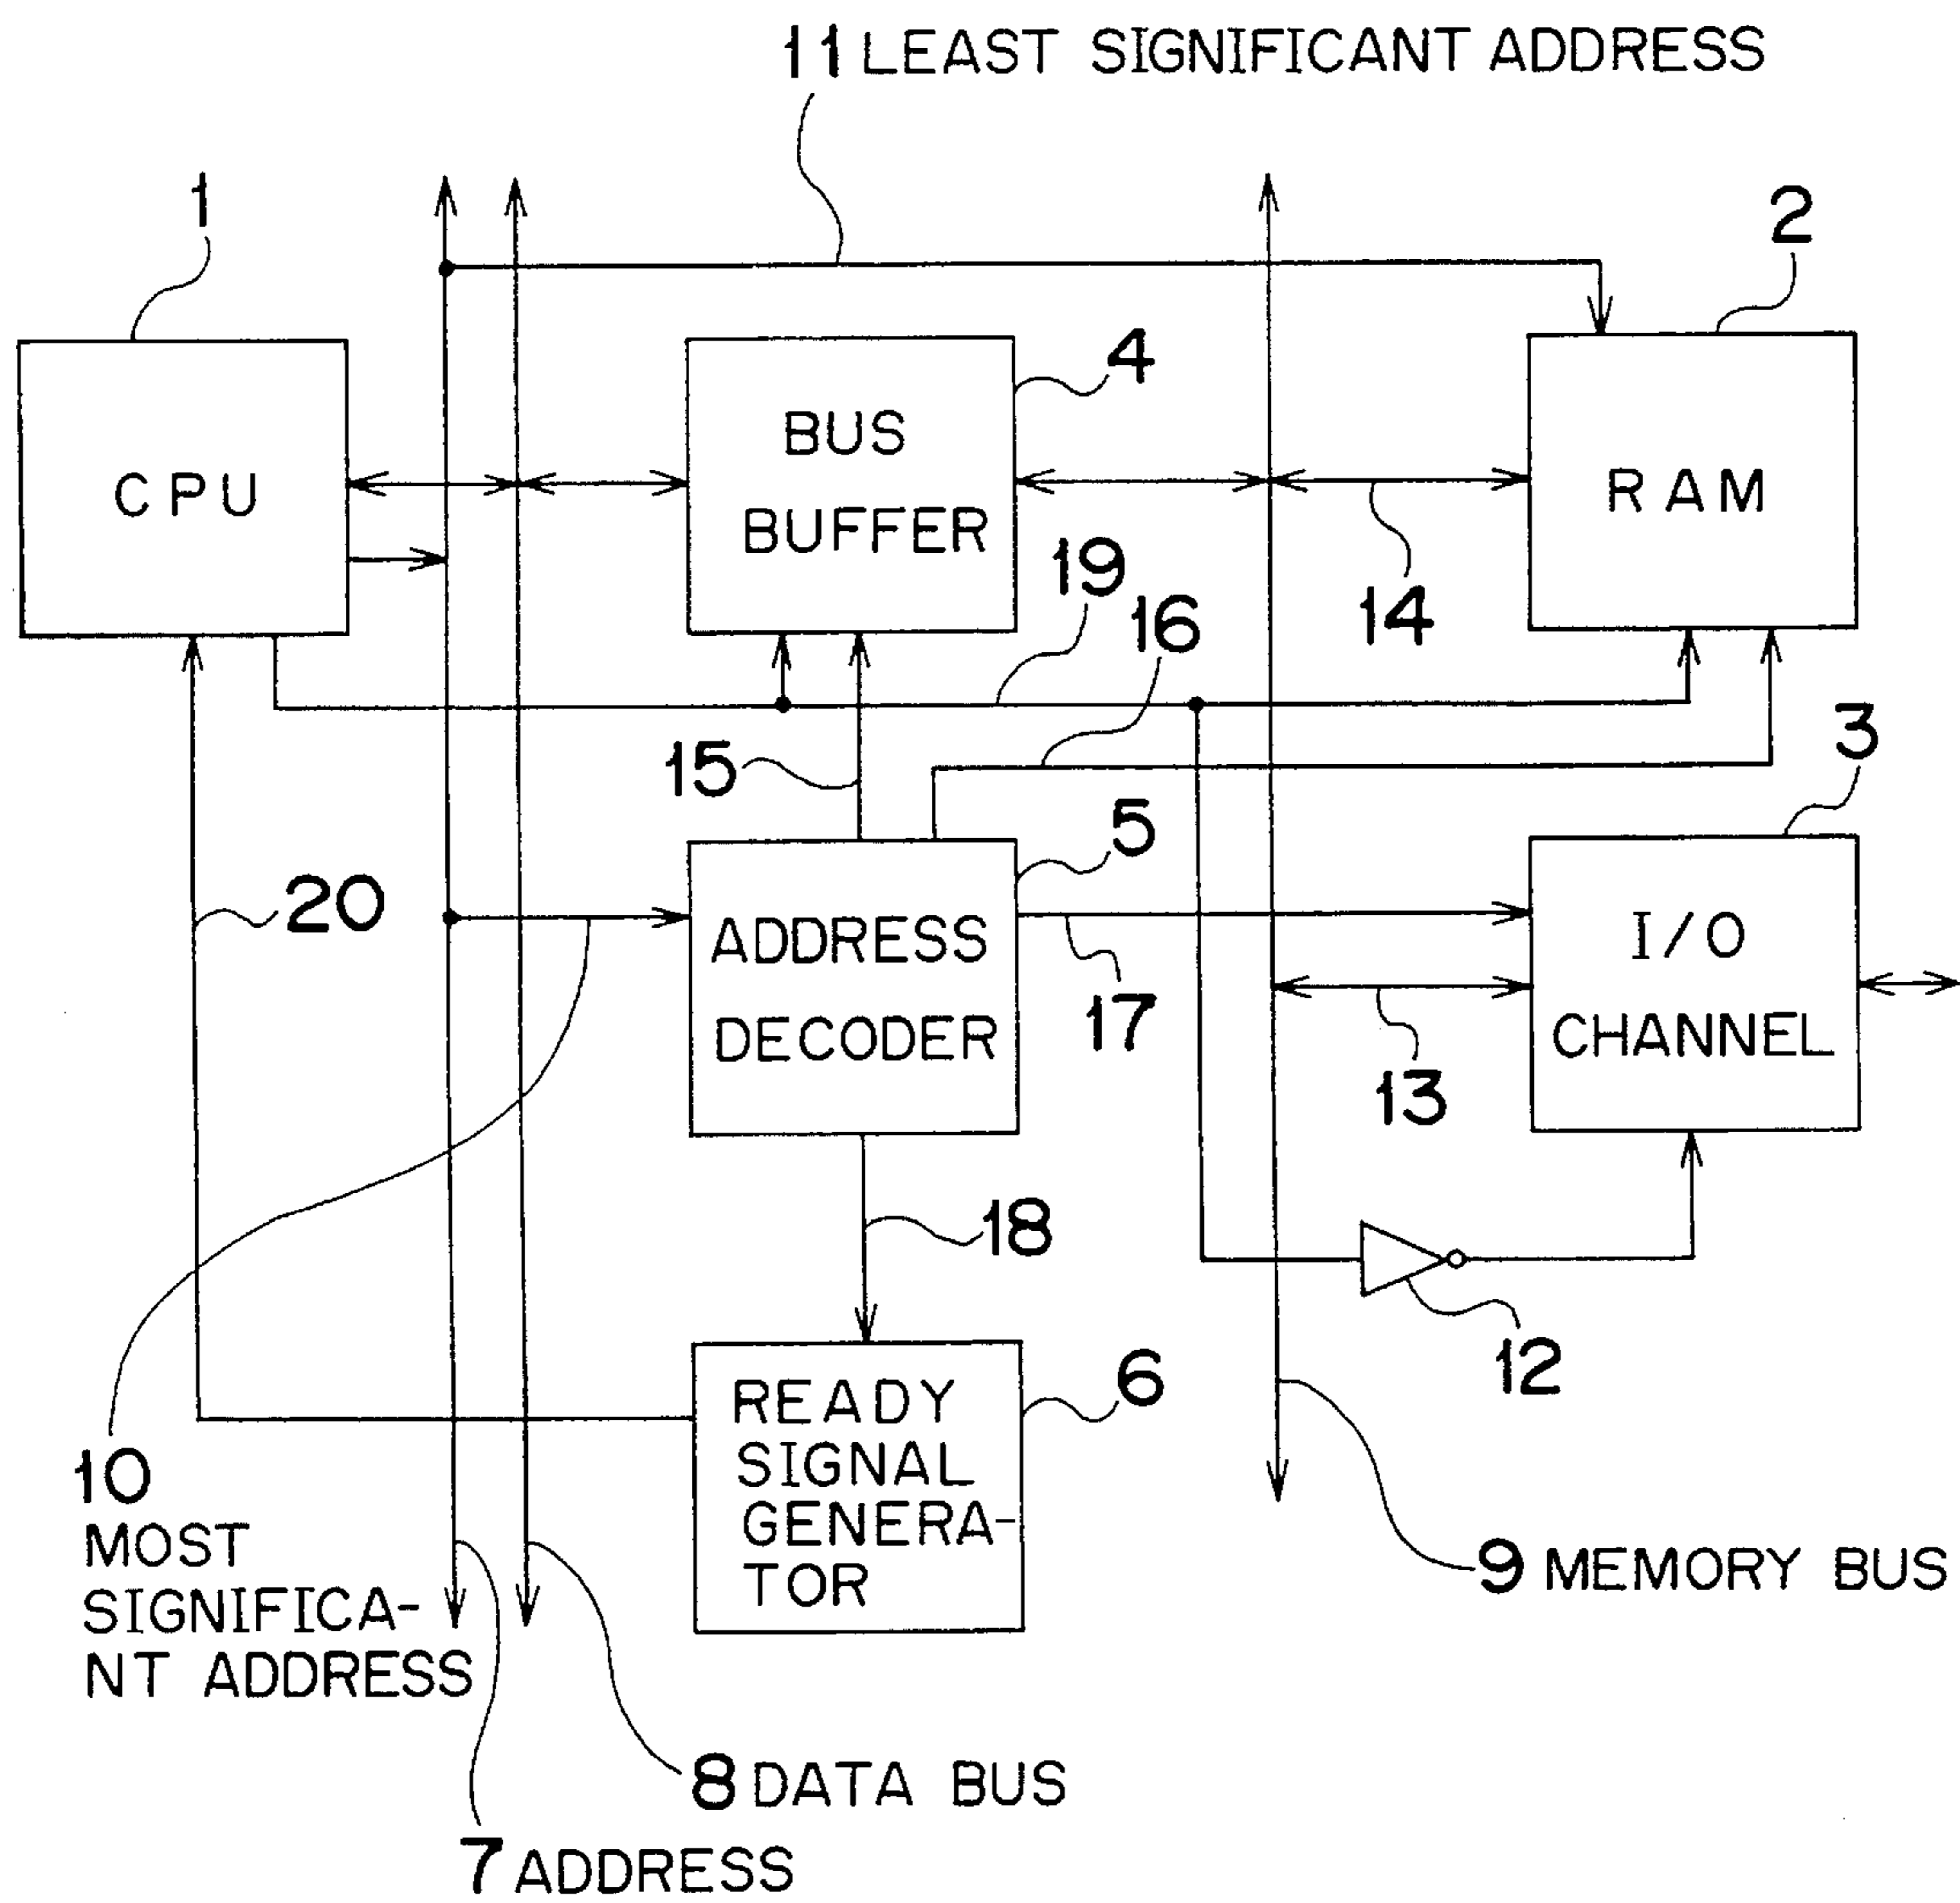 11 LEAST SIGNIFICANT ADDRESS
1
2
CPU
BUS
BUFFER
4
RAM
19
16
14
15
3
20
5
ADDRESS
DECODER
17
I/O
CHANNEL
13
18
12
10
MOST
SIGNIFICA-
NT ADDRESS
READY
SIGNAL
GENERA-
TOR
6
9 MEMORY BUS
8 DATA BUS
7 ADDRESS